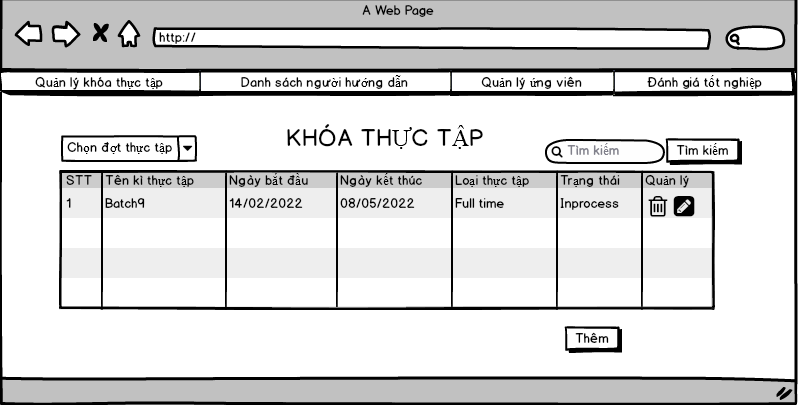 A Web Page
http://
Quản lý khóa thực tập Danh sách người hướng dẫn Quản lý ứng viên Đánh giá tốt nghiệp
Chọn đợt thực tập KHÓA THỰC TẬP Tìm kiếm Tìm kiếm
STT Tên kì thực tập Ngày bắt đầu Ngày kết thúc Loại thực tập Trạng thái Quản lý
1 Batch9 14/02/2022 08/05/2022 Full time Inprocess
Thêm